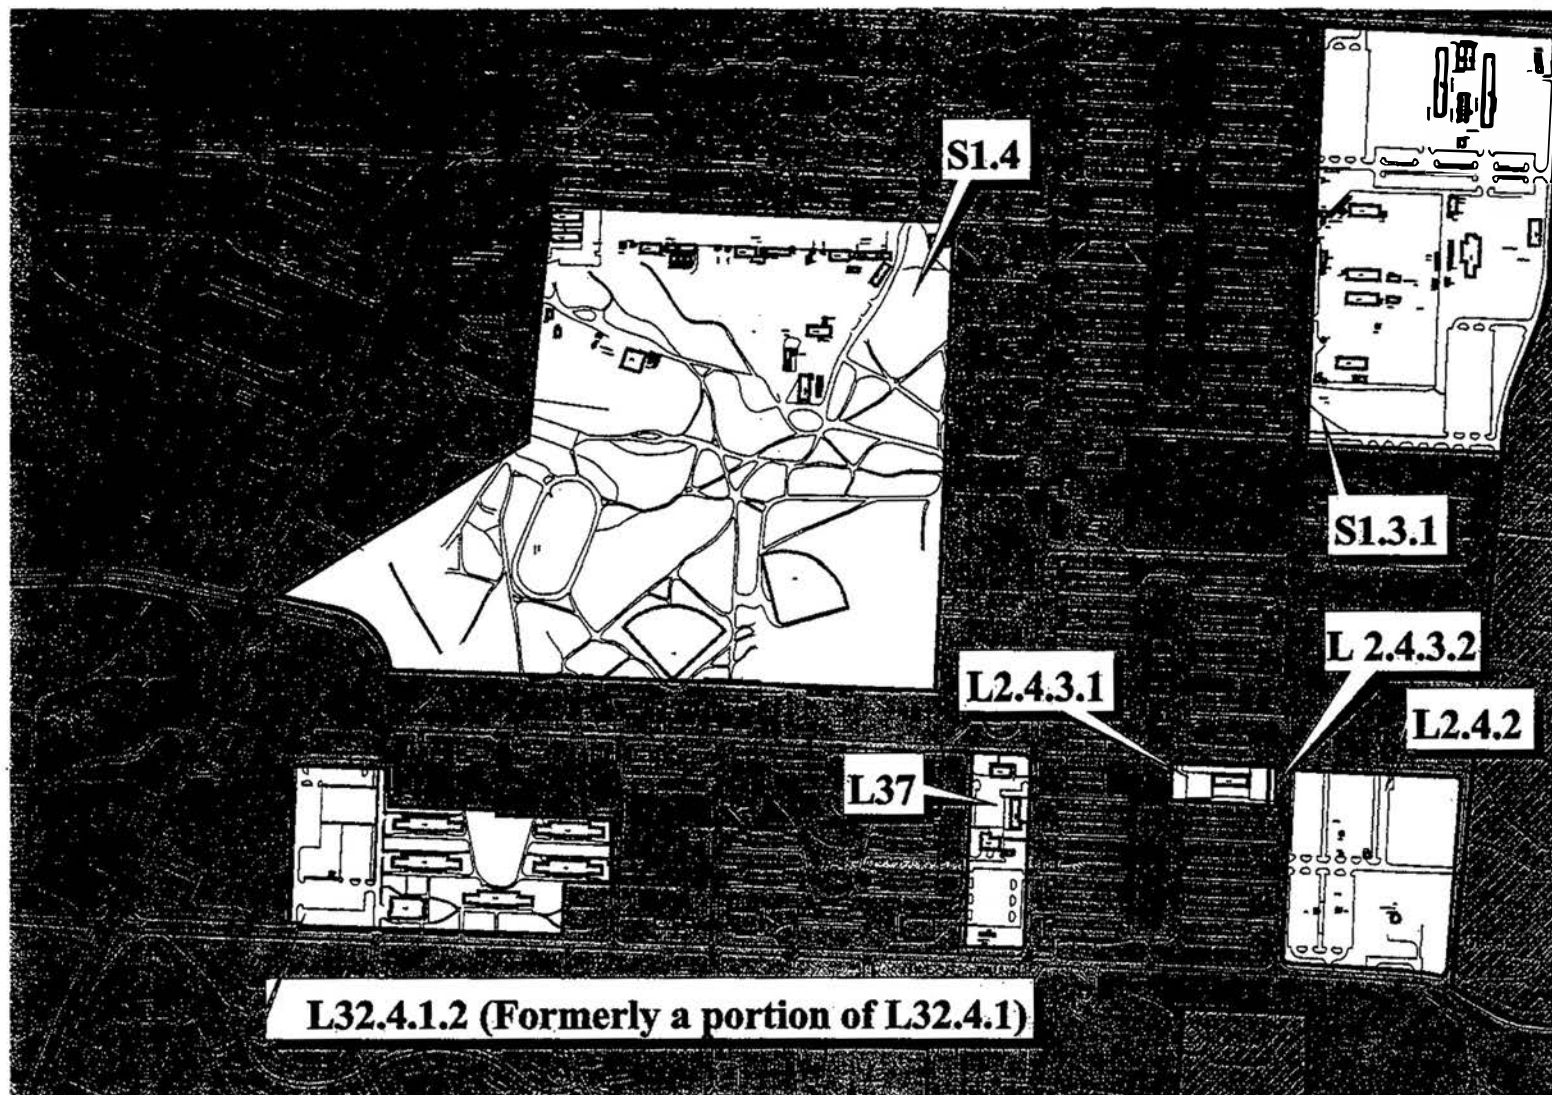 S1.4
S1.3.1
L 2.4.3.2
L2.4.3.1
L2.4.2
L37
L32.4.1.2 (Formerly a portion of L32.4.1)